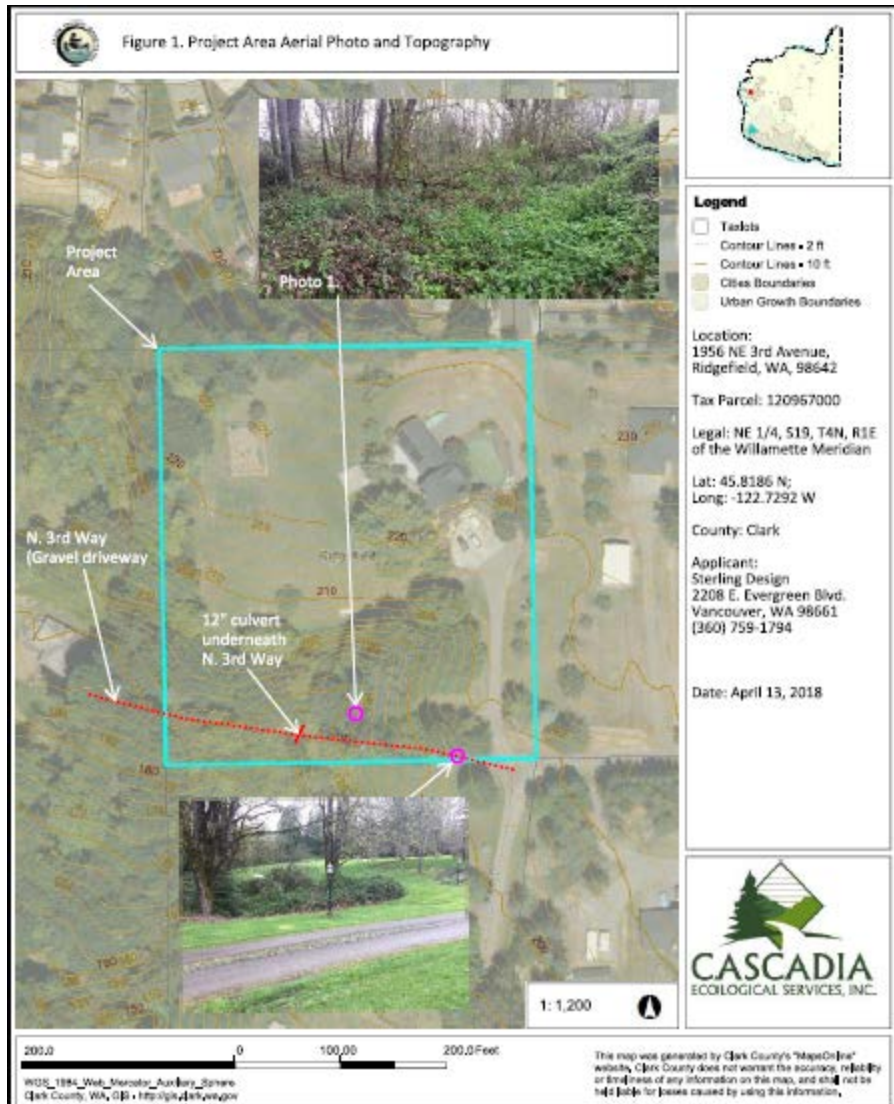 Figure 1. Project Area Aerial Photo and Topography
Project
Area
Photo 1.
N. 3rd Way
(Gravel driveway
12" culvert
underneath
N. 3rd Way
230
220
220
210
210
180
Legend
Taxlots
Contour Lines - 2 ft
Contour Lines - 10 ft
Cities Boundaries
Urban Growth Boundaries
Location:
1956 NE 3rd Avenue,
Ridgefield, WA, 98642
Tax Parcel: 120967000
Legal: NE 1/4, S19, T4N, R1E
of the Willamette Meridian
Lat: 45.8186 N;
Long: -122.7292 W
County: Clark
Applicant:
Sterling Design
2208 E. Evergreen Blvd.
Vancouver, WA 98661
(360) 759-1794
Date: April 13, 2018
CASCADIA
ECOLOGICAL SERVICES, INC.
1: 1,200
200.0 0 100.00 200.0 Feet
WGS_1984_Web_Mercator_Auxiliary_Sphere
Clark County, WA. GIS - http://gis.clark.wa.gov
This map was generated by Clark County's "MapsOnline"
website. Clark County does not warrant the accuracy, reliability
or timeliness of any information on this map, and shall not be
held liable for losses caused by using this information.